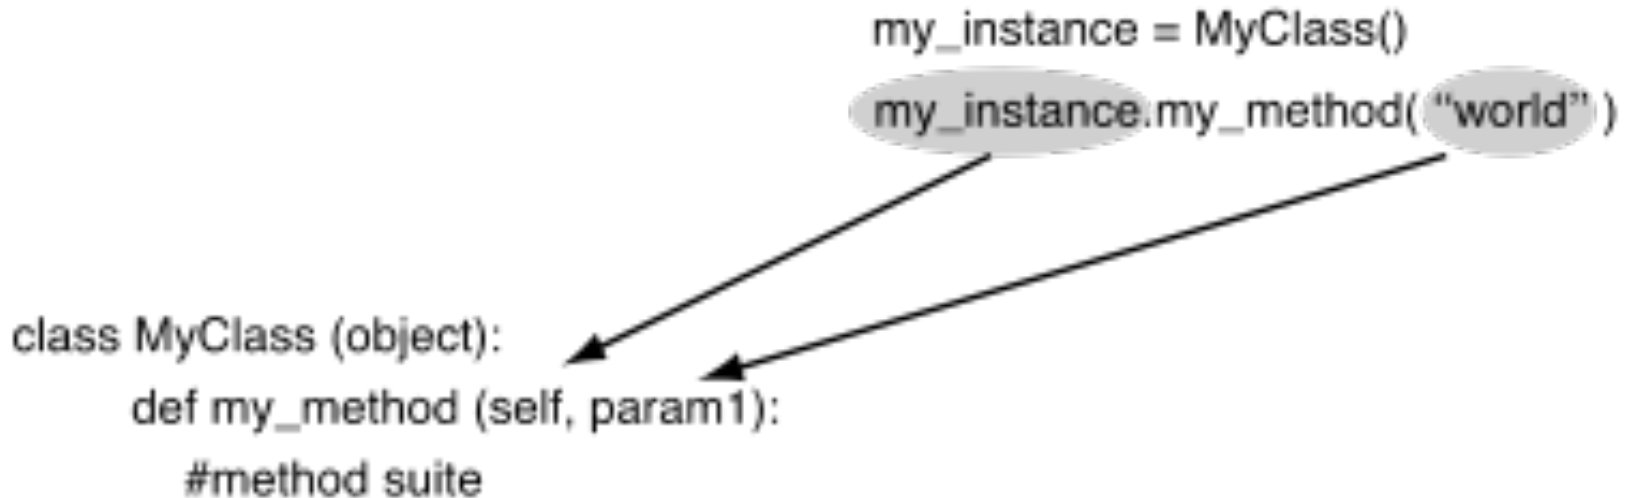 my_instance = MyClass()
my_instance.my_method( “world” )
class MyClass (object):
def my_method (self, param1):
#method suite